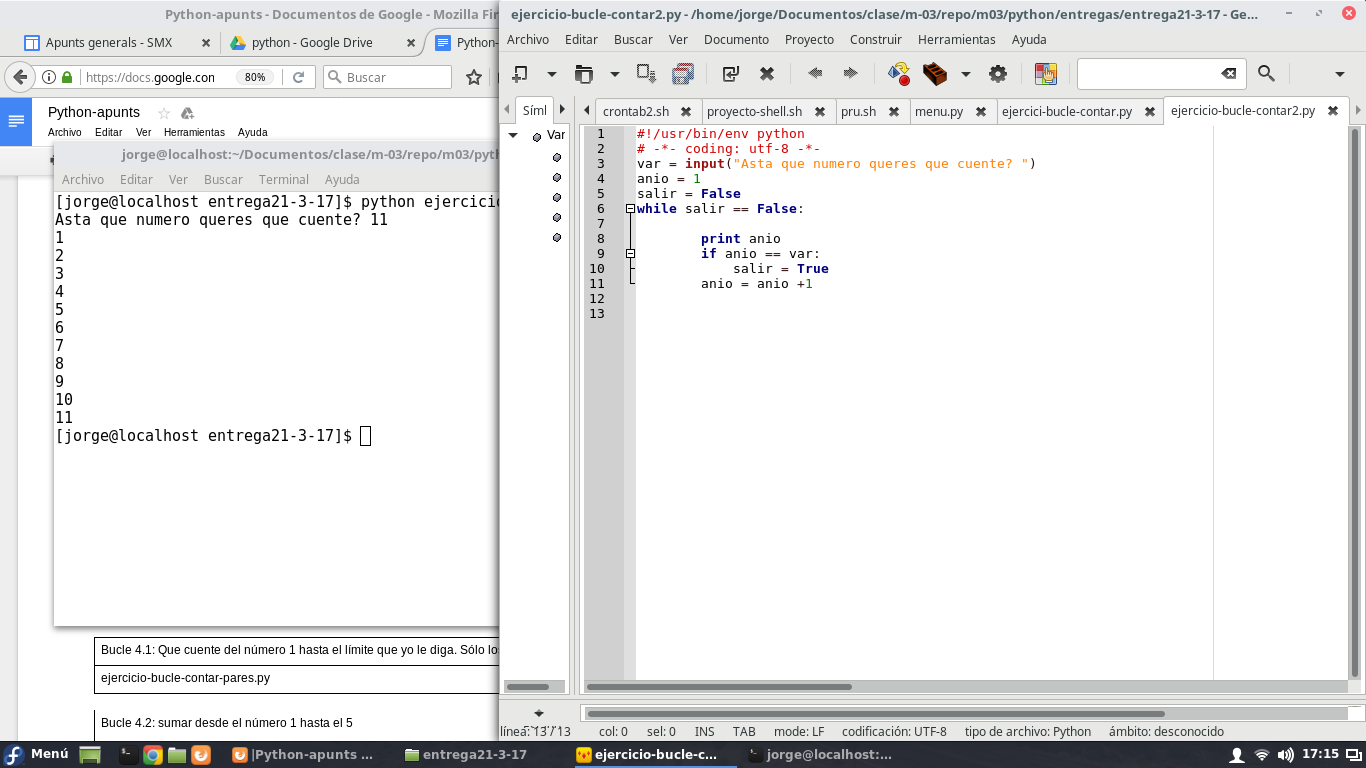 Python-apunts - Documentos de Google - Mozilla Fir
Apunts generals - SMX
python - Google Drive
Python-
https://docs.google.con
80%
Buscar
Python-apunts
Archivo Editar Ver Herramientas Ayuda
jorge@localhost:~/Documentos/clase/m-03/repo/m03/pyth
Archivo Editar Ver Buscar Terminal Ayuda
[jorge@localhost entrega21-3-17]$ python ejercicio
Asta que numero queres que cuente? 11
1
2
3
4
5
6
7
8
9
10
11
[jorge@localhost entrega21-3-17]$
Bucle 4.1: Que cuente del número 1 hasta el límite que yo le diga. Sólo los
ejercicio-bucle-contar-pares.py
Bucle 4.2: sumar desde el número 1 hasta el 5
ejercicio-bucle-contar2.py - /home/jorge/Documentos/clase/m-03/repo/m03/python/entregas/entrega21-3-17 - Ge...
Archivo Editar Buscar Ver Documento Proyecto Construir Herramientas Ayuda
Síml
crontab2.sh
proyecto-shell.sh
pru.sh
menu.py
ejercici-bucle-contar.py
ejercicio-bucle-contar2.py
Var
1 #!/usr/bin/env python
2 # -*- coding: utf-8 -*-
3 var = input("Asta que numero queres que cuente? ")
4 anio = 1
5 salir = False
6 while salir == False:
7
8 print anio
9 if anio == var:
10 salir = True
11 anio = anio +1
12
13
línea: 13 / 13 col: 0 sel: 0 INS TAB mode: LF codificación: UTF-8 tipo de archivo: Python ámbito: desconocido
Menú
|Python-apunts ...
entrega21-3-17
ejercicio-bucle-c...
jorge@localhost:...
17:15